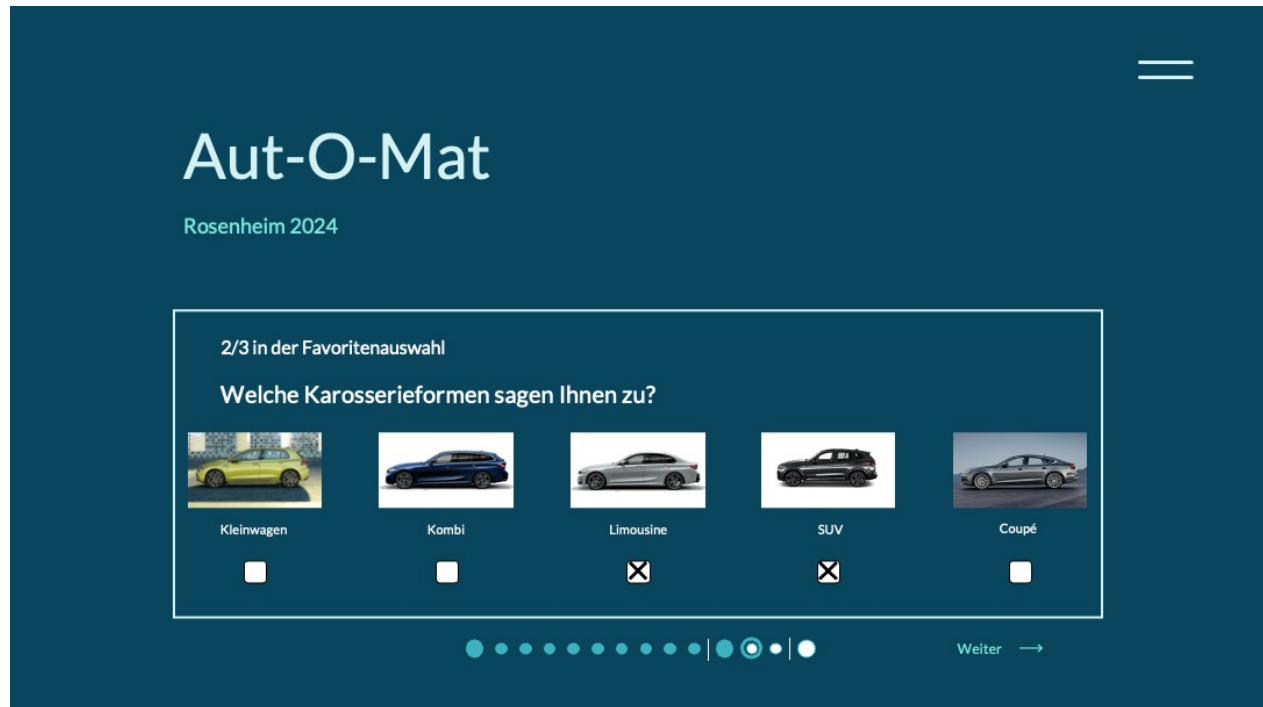 Aut-O-Mat
Rosenheim 2024
2/3 in der Favoritenauswahl
Welche Karosserieformen sagen Ihnen zu?
Kleinwagen
Kombi
Limousine
SUV
Coupé
Weiter